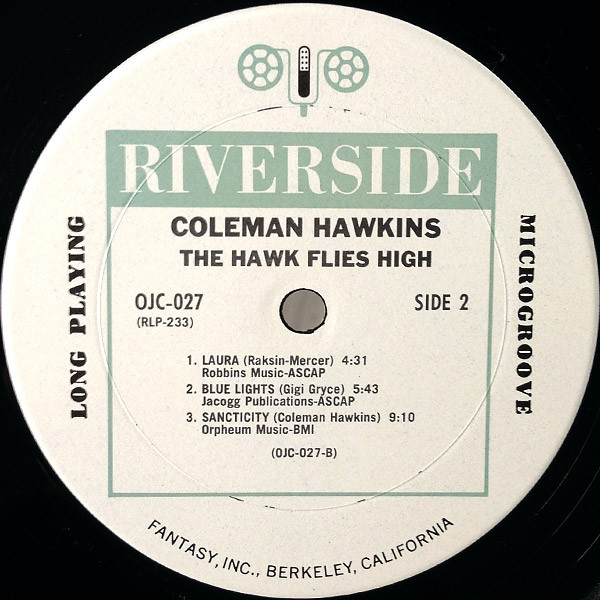 RIVERSIDE
COLEMAN HAWKINS
THE HAWK FLIES HIGH
OJC-027
SIDE 2
(RLP-233)
LONG PLAYING
MICROGROOVE
1. LAURA (Raksin-Mercer) 4:31
Robbins Music-ASCAP
2. BLUE LIGHTS (Gigi Gryce) 5:43
Jacogg Publications-ASCAP
3. SANCTICITY (Coleman Hawkins) 9:10
Orpheum Music-BMI
(OJC-027-B)
FANTASY, INC., BERKELEY, CALIFORNIA